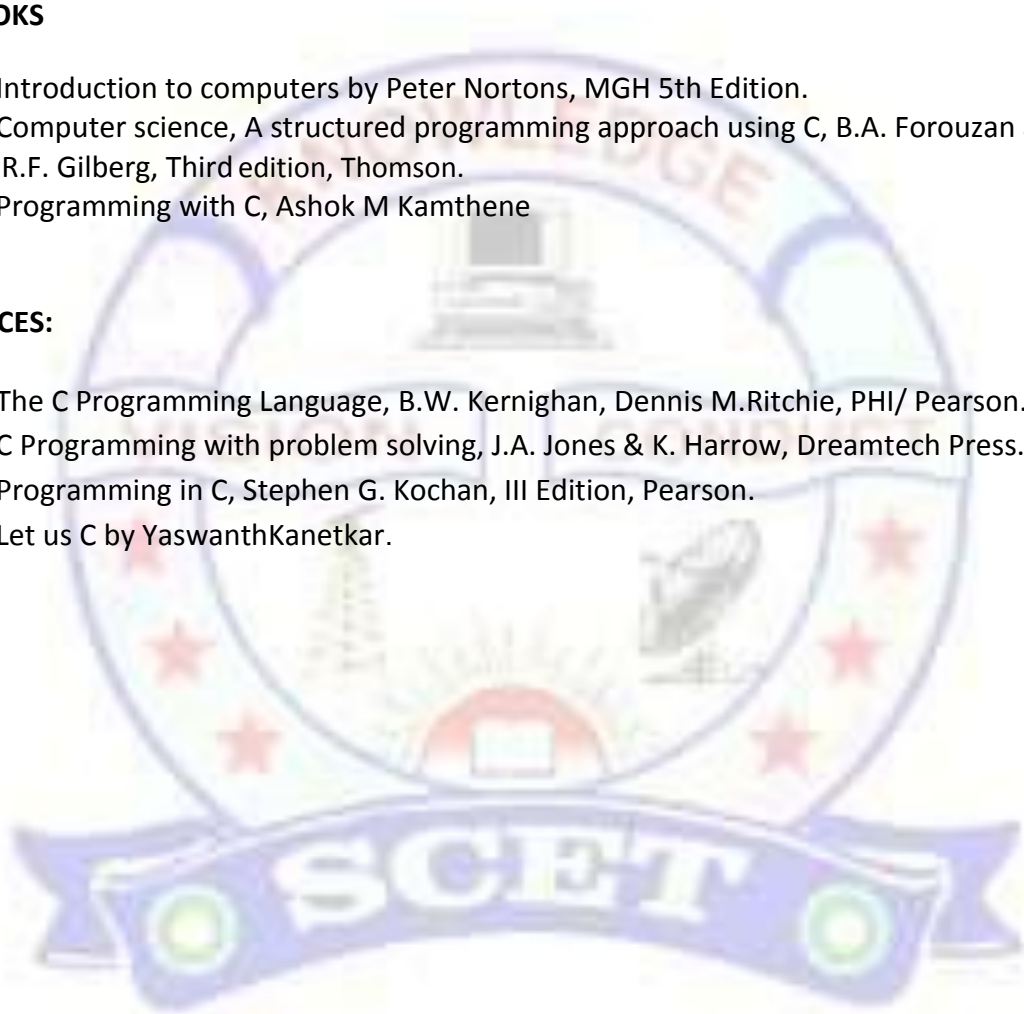 OKS
Introduction to computers by Peter Nortons, MGH 5th Edition.
Computer science, A structured programming approach using C, B.A. Forouzan
R.F. Gilberg, Third edition, Thomson.
KNOWLEDGE
Programming with C, Ashok M Kamthene
CES:
The C Programming Language, B.W. Kernighan, Dennis M.Ritchie, PHI/ Pearson.
C Programming with problem solving, J.A. Jones & K. Harrow, Dreamtech Press.
Programming in C, Stephen G. Kochan, III Edition, Pearson.
Let us C by YaswanthKanetkar.
SCET